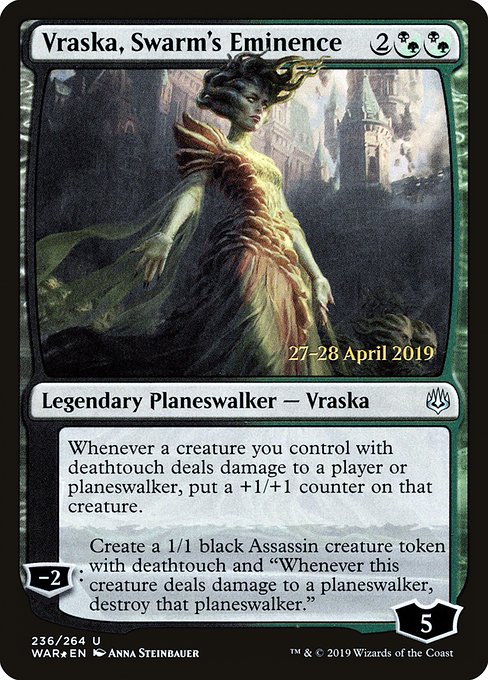 Vraska, Swarm's Eminence 2
27–28 April 2019
Legendary Planeswalker — Vraska
Whenever a creature you control with
deathtouch deals damage to a player or
planeswalker, put a +1/+1 counter on that
creature.
−2: Create a 1/1 black Assassin creature token
with deathtouch and “Whenever this
creature deals damage to a planeswalker,
destroy that planeswalker.”
5
236/264 U
WAR★EN Anna Steinbauer
™ & © 2019 Wizards of the Coast